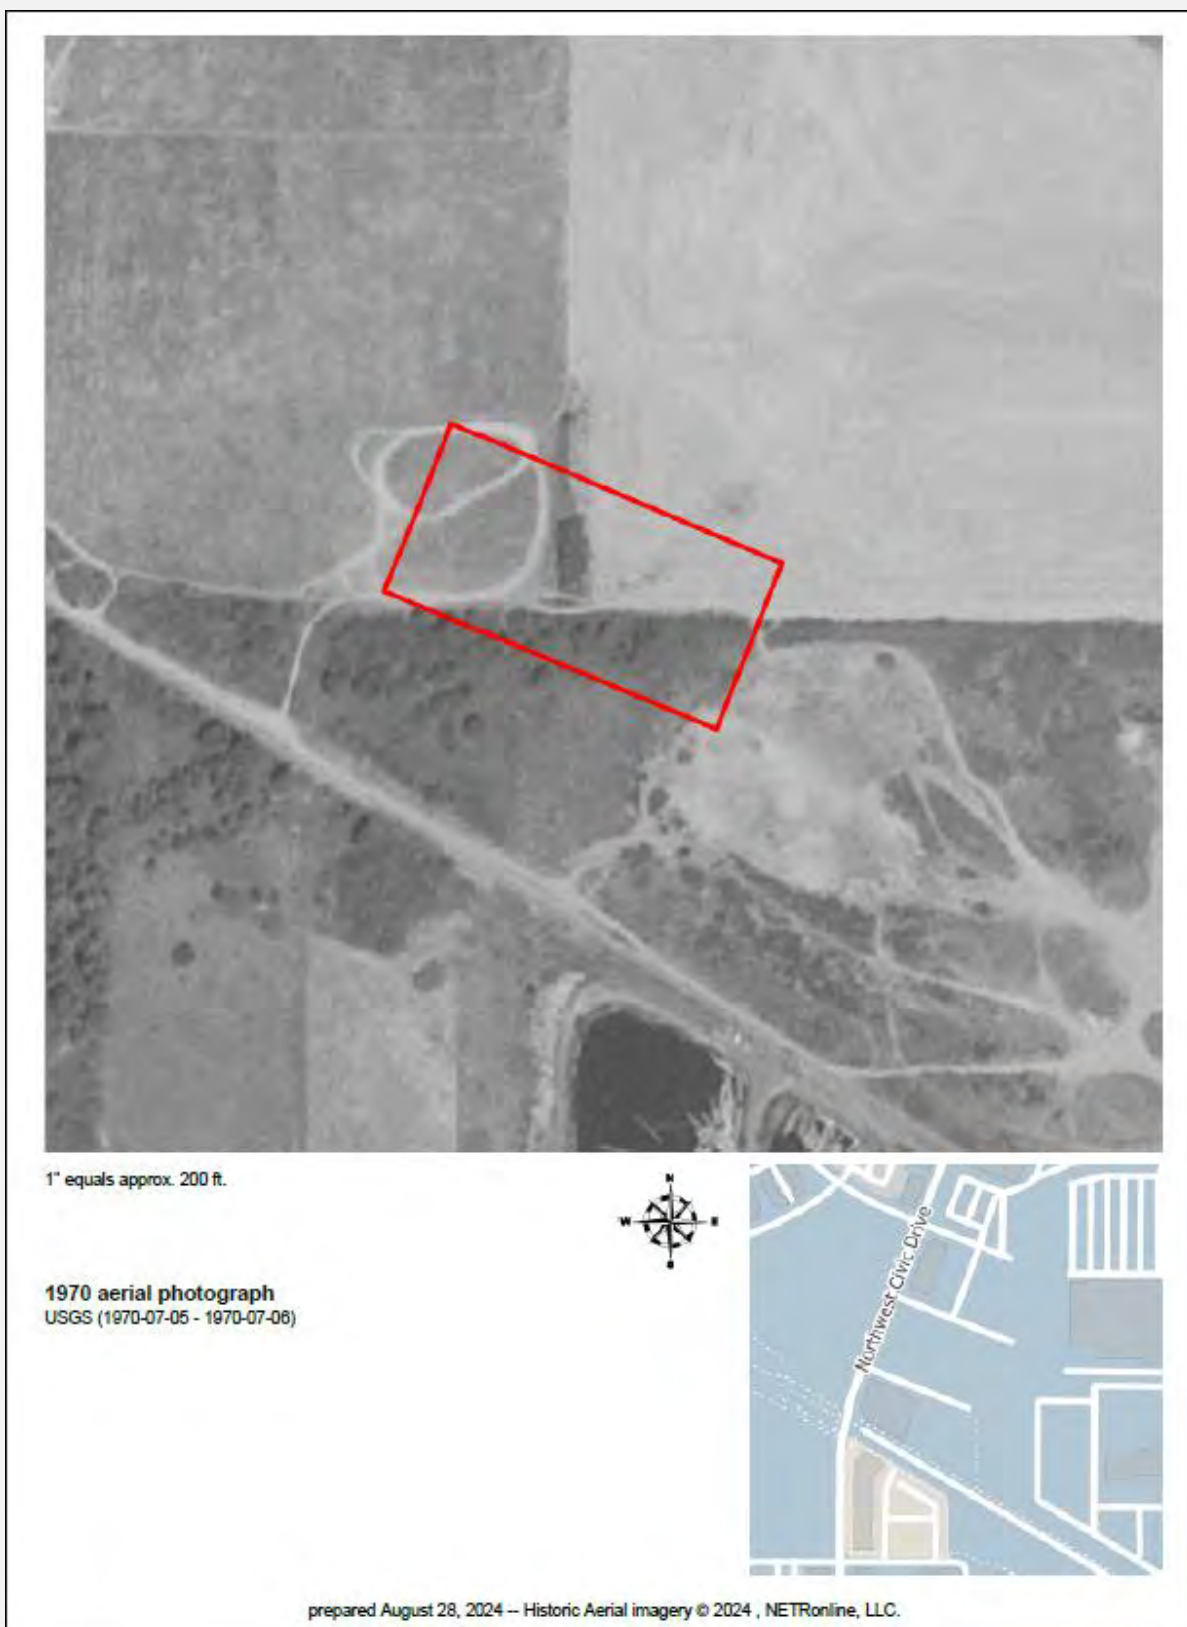 1" equals approx. 200 ft.
N
W E
S
1970 aerial photograph
USGS (1970-07-05 - 1970-07-06)
Northwest Civic Drive
prepared August 28, 2024 -- Historic Aerial imagery © 2024 , NETRonline, LLC.